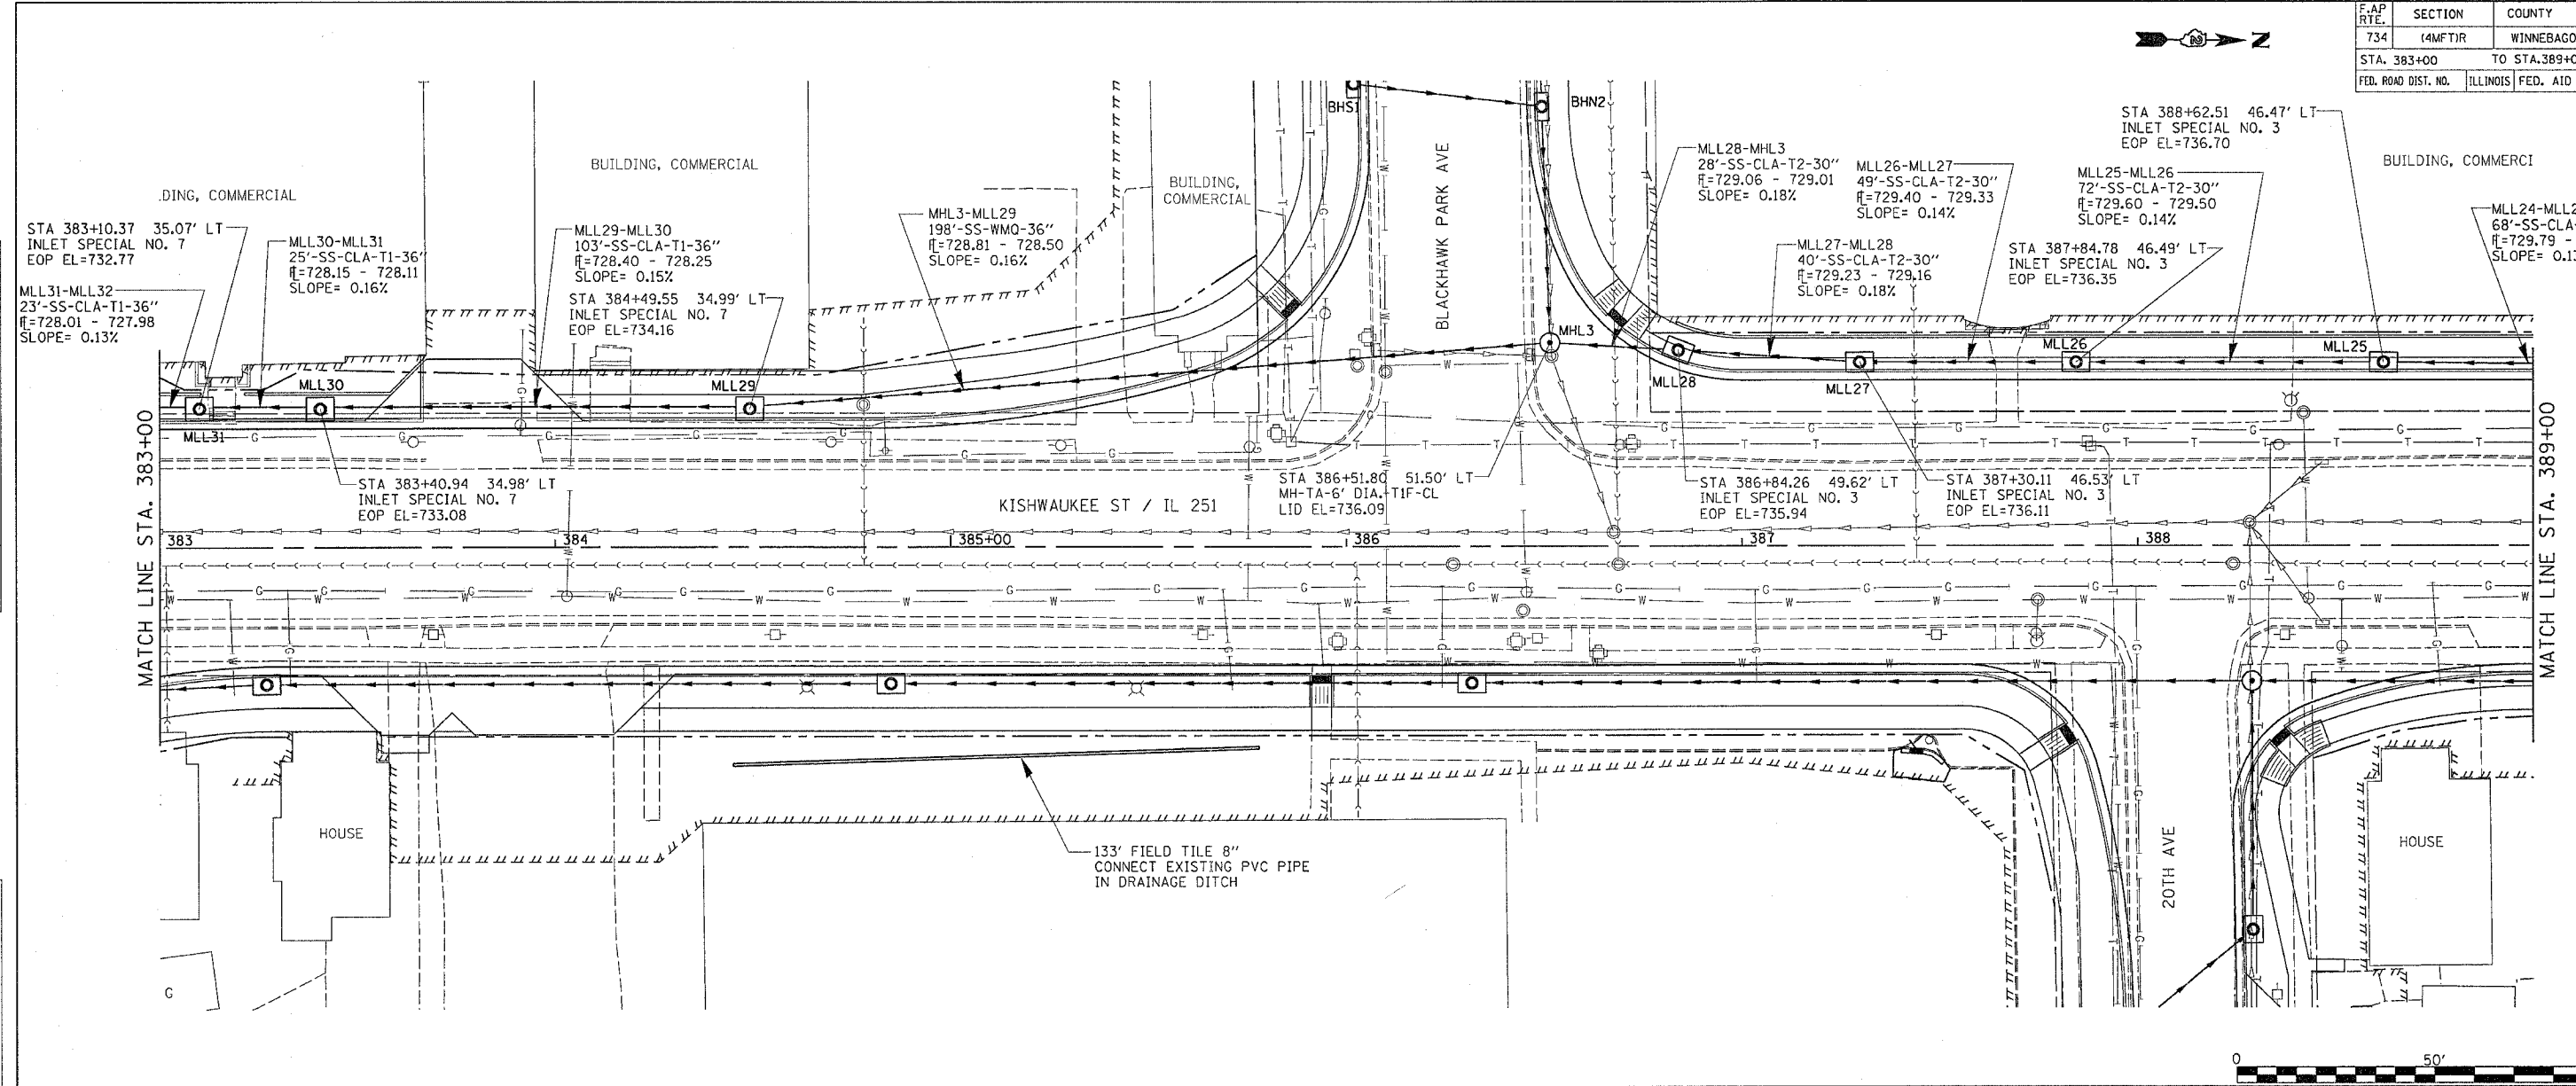 F.AP RTE. SECTION COUNTY
734 (4MFT)R WINNEBAGO
STA. 383+00 TO STA.389+0
FED. ROAD DIST. NO. ILLINOIS FED. AID
N
STA 388+62.51 46.47' LT
INLET SPECIAL NO. 3
EOP EL=736.70
BUILDING, COMMERCI
BHS1
BHN2
BUILDING, COMMERCIAL
DING, COMMERCIAL
BUILDING,
COMMERCIAL
BLACKHAWK PARK AVE
MLL28-MHL3
28'-SS-CLA-T2-30"
FL=729.06 - 729.01
SLOPE= 0.18%
MLL26-MLL27
49'-SS-CLA-T2-30"
FL=729.40 - 729.33
SLOPE= 0.14%
MLL25-MLL26
72'-SS-CLA-T2-30"
FL=729.60 - 729.50
SLOPE= 0.14%
MLL24-MLL2
68'-SS-CLA-
FL=729.79 -
SLOPE= 0.13
STA 383+10.37 35.07' LT
INLET SPECIAL NO. 7
EOP EL=732.77
MLL30-MLL31
25'-SS-CLA-T1-36"
FL=728.15 - 728.11
SLOPE= 0.16%
MLL29-MLL30
103'-SS-CLA-T1-36"
FL=728.40 - 728.25
SLOPE= 0.15%
MHL3-MLL29
198'-SS-WMQ-36"
FL=728.81 - 728.50
SLOPE= 0.16%
MLL27-MLL28
40'-SS-CLA-T2-30"
FL=729.23 - 729.16
SLOPE= 0.18%
STA 387+84.78 46.49' LT
INLET SPECIAL NO. 3
EOP EL=736.35
MLL31-MLL32
23'-SS-CLA-T1-36"
FL=728.01 - 727.98
SLOPE= 0.13%
STA 384+49.55 34.99' LT
INLET SPECIAL NO. 7
EOP EL=734.16
MHL3
MLL26
MLL25
MLL30
MLL29
MLL28
MLL27
MLL31
MATCH LINE STA. 383+00
MATCH LINE STA. 389+00
STA 383+40.94 34.98' LT
INLET SPECIAL NO. 7
EOP EL=733.08
KISHWAUKEE ST / IL 251
STA 386+51.80 51.50' LT
MH-TA-6' DIA.-T1F-CL
LID EL=736.09
STA 386+84.26 49.62' LT
INLET SPECIAL NO. 3
EOP EL=735.94
STA 387+30.11 46.53' LT
INLET SPECIAL NO. 3
EOP EL=736.11
383 384 385+00 386 387 388
HOUSE
133' FIELD TILE 8"
CONNECT EXISTING PVC PIPE
IN DRAINAGE DITCH
20TH AVE
HOUSE
G
0 50'